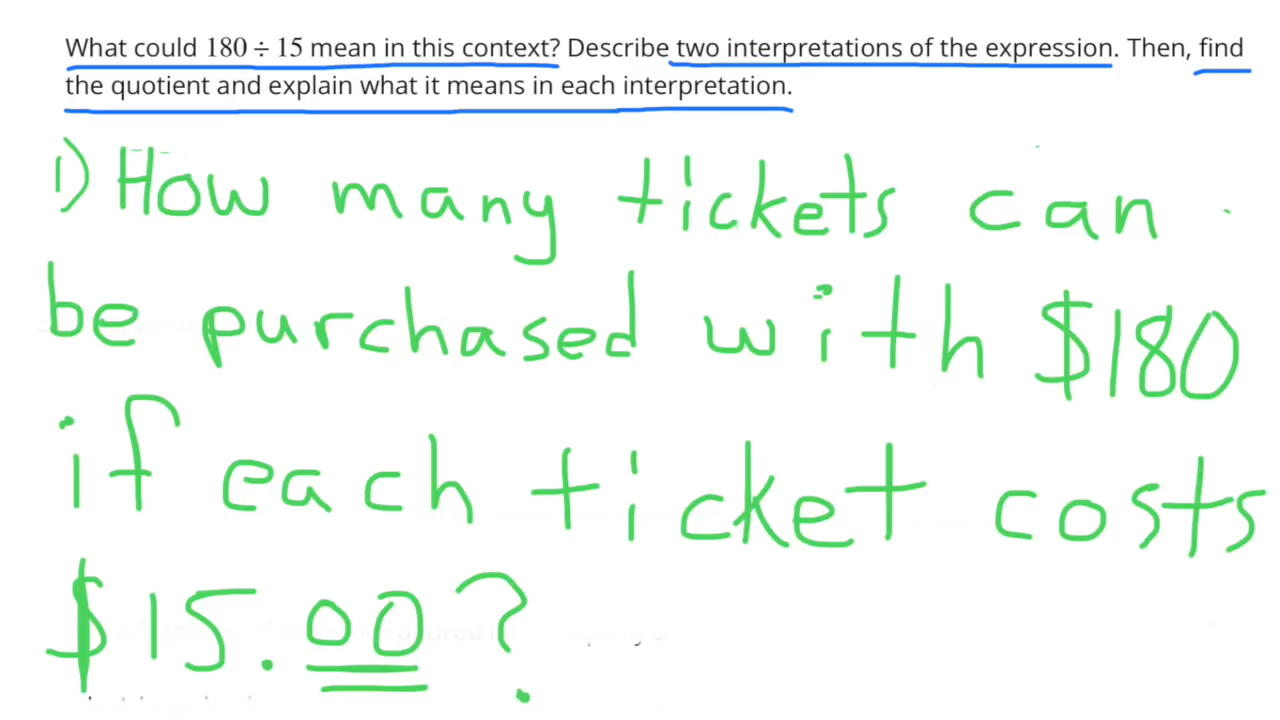 What could 180 ÷ 15 mean in this context? Describe two interpretations of the expression. Then, find
the quotient and explain what it means in each interpretation.
1) How many tickets can
be purchased with $180
if each ticket costs
$15.00?